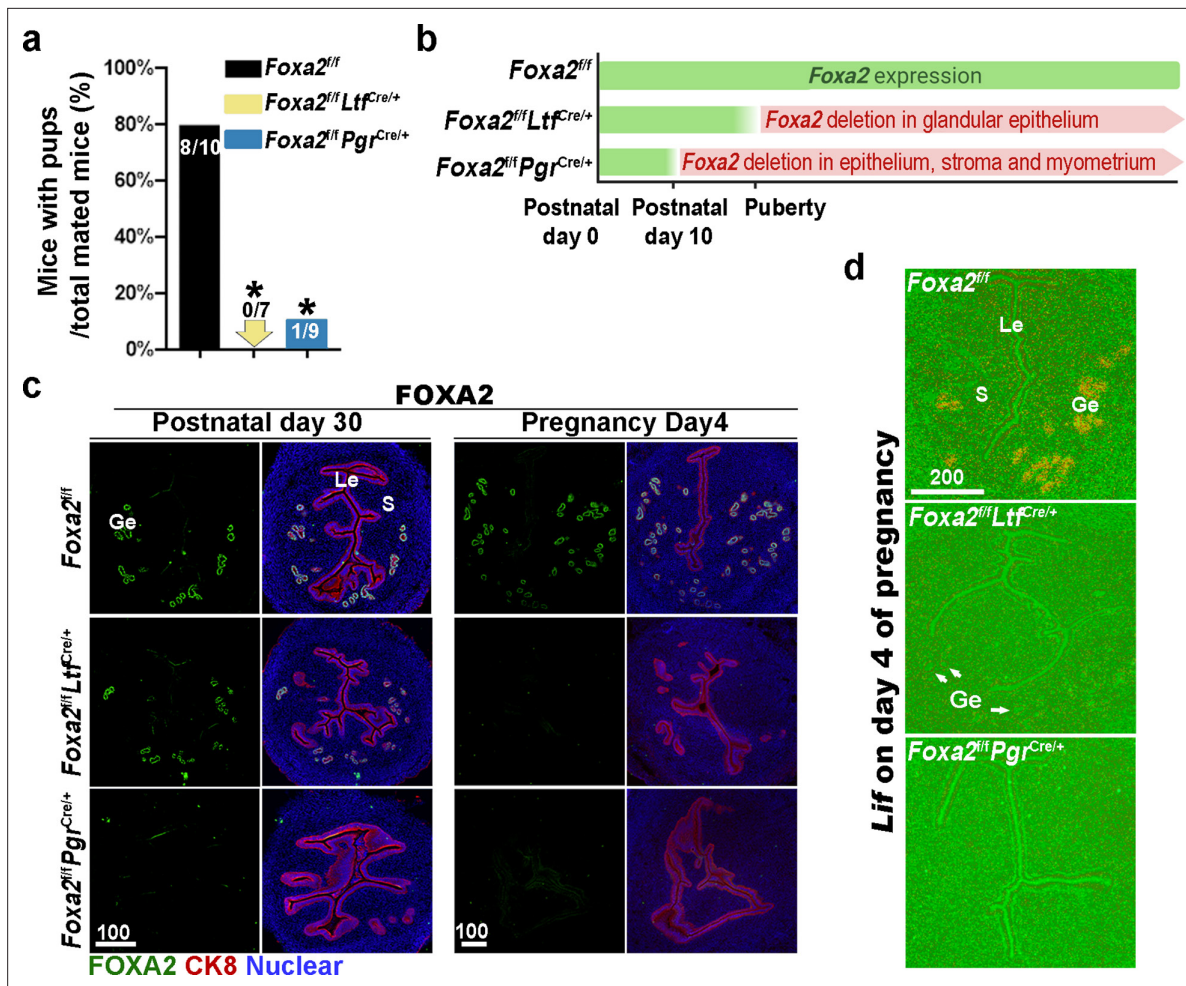 a
Mice with pups
/total mated mice (%)
100%
80%
60%
40%
20%
0%
Foxa2f/f
Foxa2f/f LtfCre/+
Foxa2f/f PgrCre/+
8/10
*
0/7
*
1/9
b
Foxa2f/f
Foxa2 expression
Foxa2f/f LtfCre/+
Foxa2 deletion in glandular epithelium
Foxa2f/f PgrCre/+
Foxa2 deletion in epithelium, stroma and myometrium
Postnatal
day 0
Postnatal
day 10
Puberty
c
FOXA2
Postnatal day 30
Pregnancy Day4
Foxa2f/f
Ge
Le
S
Foxa2f/f LtfCre/+
Foxa2f/f PgrCre/+
100
100
FOXA2 CK8 Nuclear
d
Lif on day 4 of pregnancy
Foxa2f/f
Le
S
Ge
200
Foxa2f/f LtfCre/+
Ge
Foxa2f/f PgrCre/+